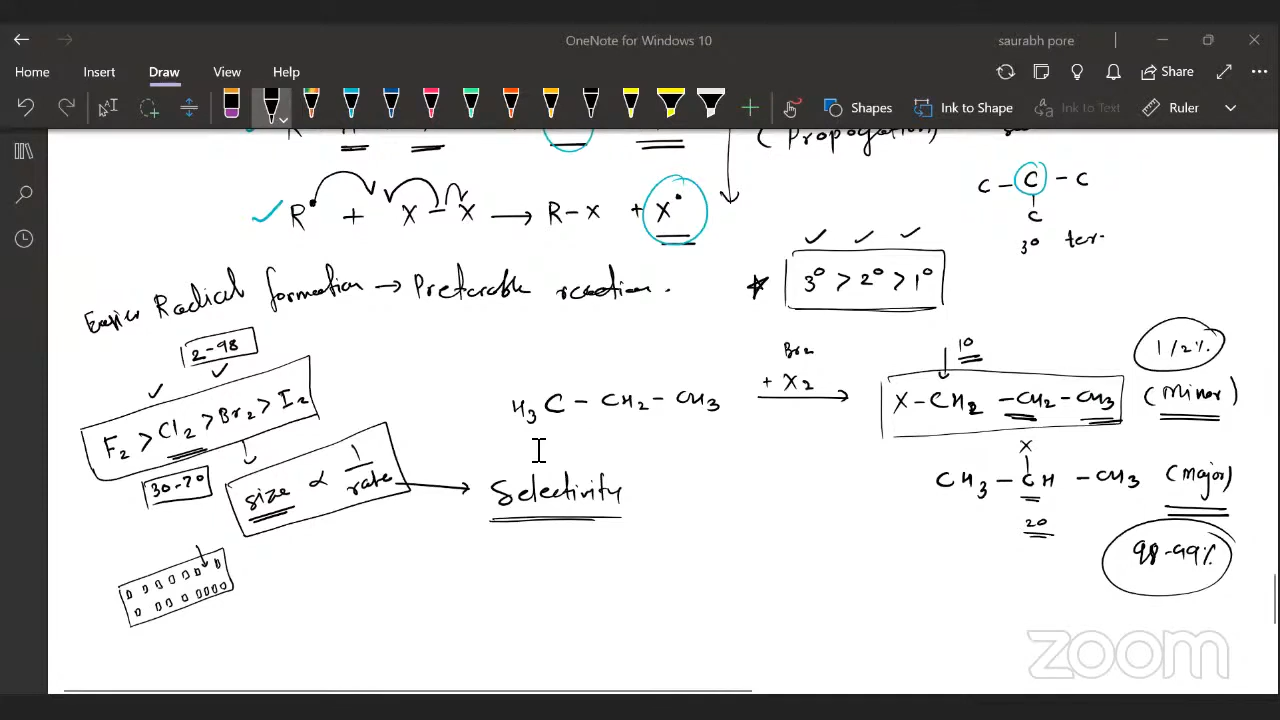 OneNote for Windows 10
saurabh pore
Home Insert Draw View Help
Share
Shapes Ink to Shape Ink to Text Ruler
(Propogation)
R• + X – X → R–X + X•
C – C – C
C
3° ter-
Easier Radical formation → Preferable reaction.
* 3° > 2° > 1°
2-98
F2 > Cl2 > Br2 > I2
30-70
size ∝ 1/rate → Selectivity
H3C – CH2 – CH3
Br2
+ X2 →
1°
X – CH2 – CH2 – CH3 (Minor)
1/2%
X
CH3 – CH – CH3 (Major)
2°
98-99%
zoom